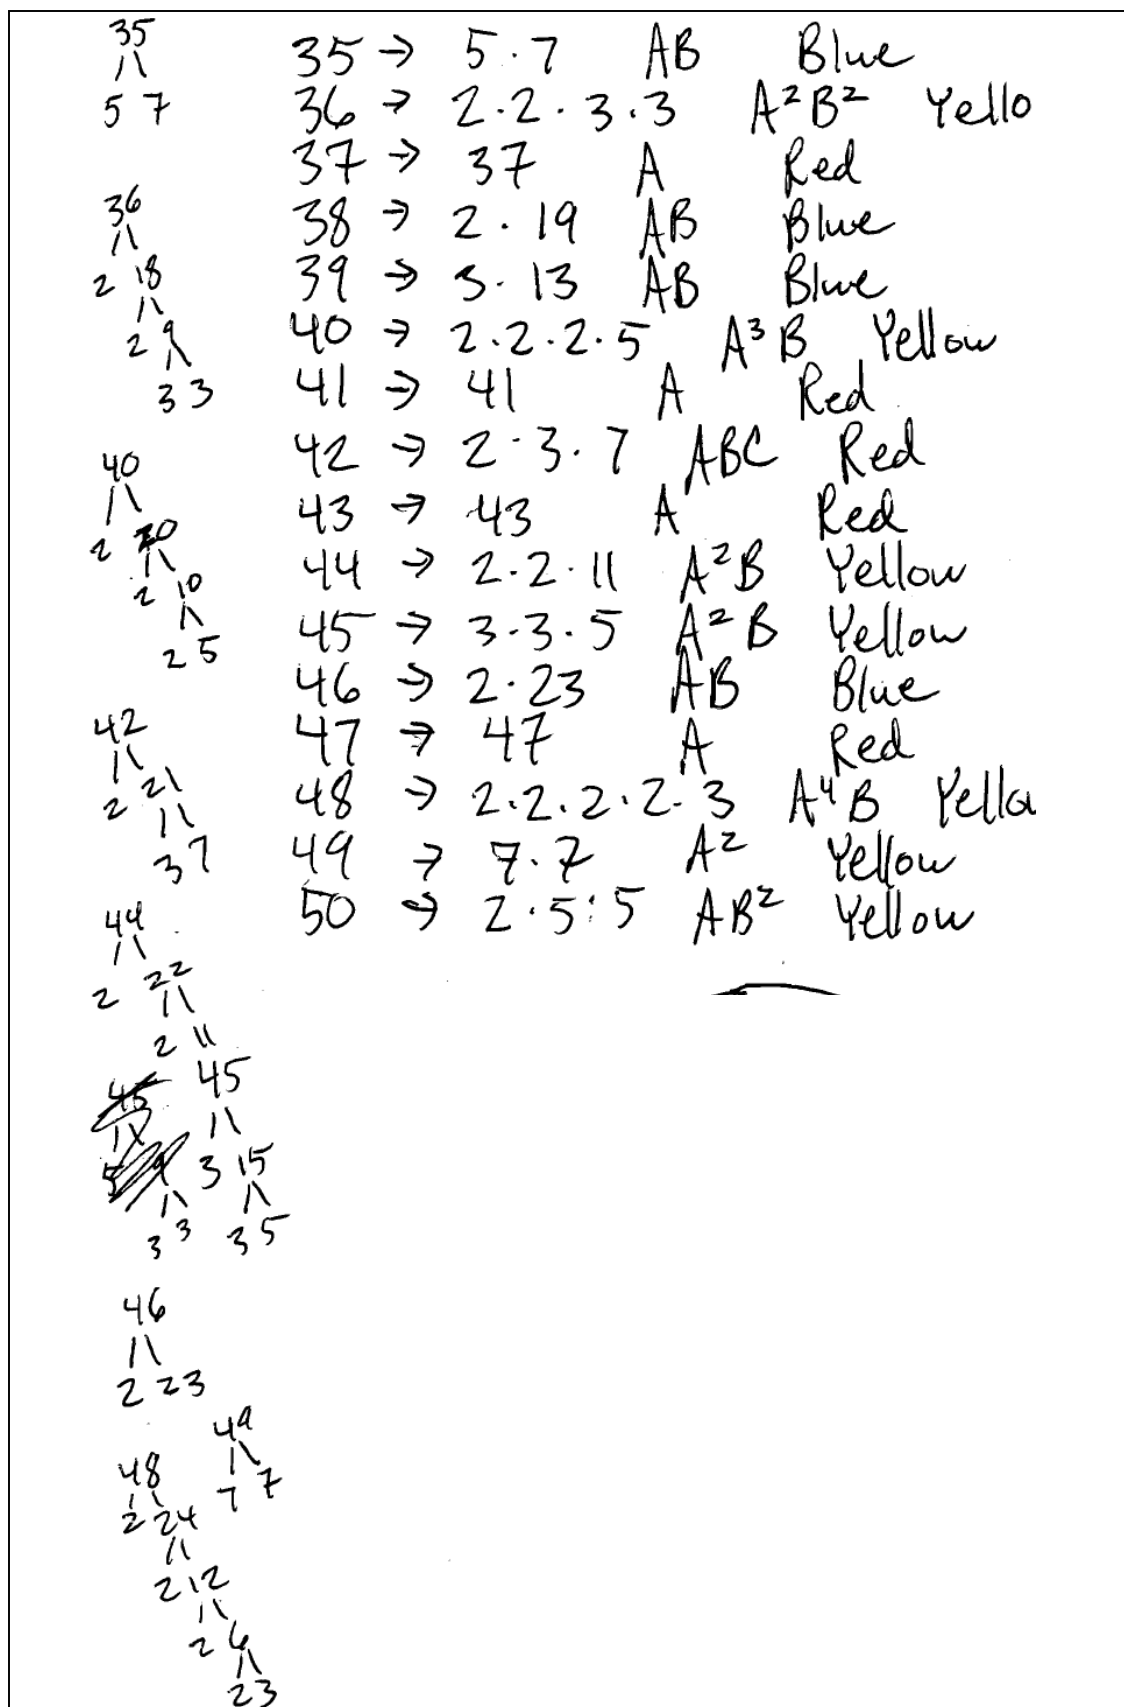 35 → 5 · 7 AB Blue
36 → 2 · 2 · 3 · 3 A²B² Yello
37 → 37 A Red
38 → 2 · 19 AB Blue
39 → 3 · 13 AB Blue
40 → 2 · 2 · 2 · 5 A³B Yellow
41 → 41 A Red
42 → 2 · 3 · 7 ABC Red
43 → 43 A Red
44 → 2 · 2 · 11 A²B Yellow
45 → 3 · 3 · 5 A²B Yellow
46 → 2 · 23 AB Blue
47 → 47 A Red
48 → 2 · 2 · 2 · 2 · 3 A⁴B Yello
49 → 7 · 7 A² Yellow
50 → 2 · 5 · 5 AB² Yellow
35
5 7
36
2 18
2 9
3 3
40
2 20
2 10
2 5
42
2 21
3 7
44
2 22
2 11
45
5 9
3 3
45
3 15
3 5
46
2 23
49
7 7
48
2 24
2 12
2 6
2 3